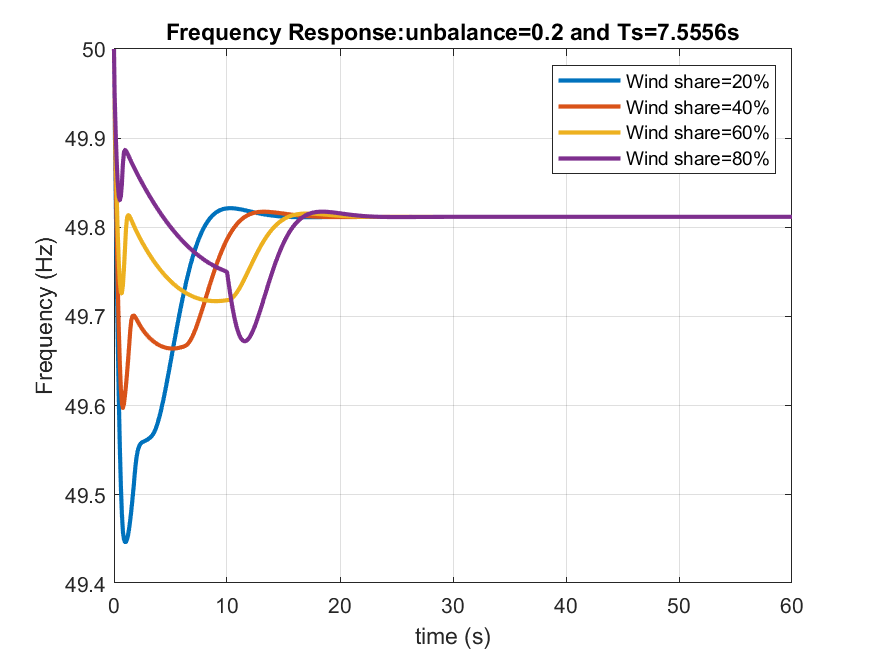 Frequency Response:unbalance=0.2 and Ts=7.5556s
Wind share=20%
Wind share=40%
Wind share=60%
Wind share=80%
Frequency (Hz)
50
49.9
49.8
49.7
49.6
49.5
49.4
0 10 20 30 40 50 60
time (s)